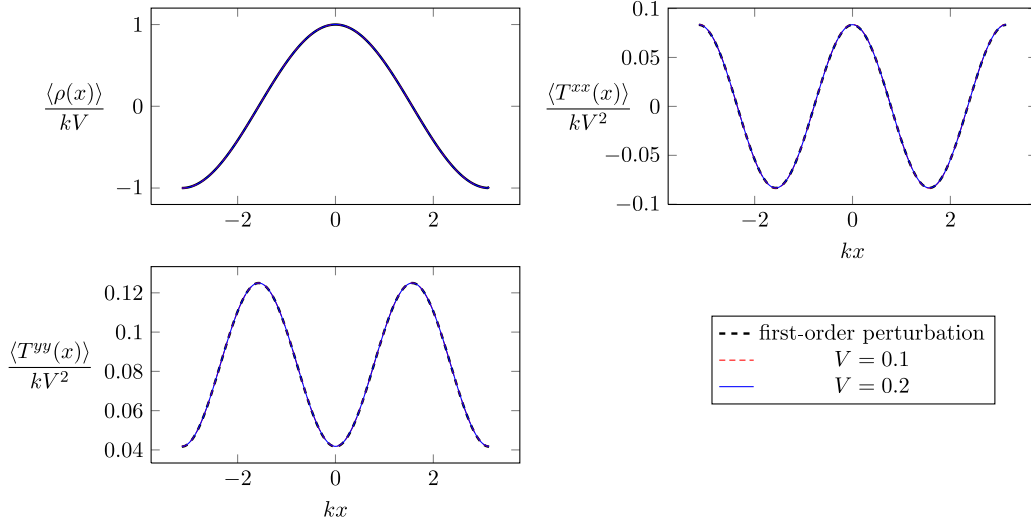 1
0
−1
−2
0
2
⟨ρ(x)⟩
kV
0.1
0.05
0
−0.05
−0.1
−2
0
2
⟨T^{xx}(x)⟩
kV^2
kx
0.12
0.1
0.08
0.06
0.04
−2
0
2
⟨T^{yy}(x)⟩
kV^2
kx
first-order perturbation
V = 0.1
V = 0.2